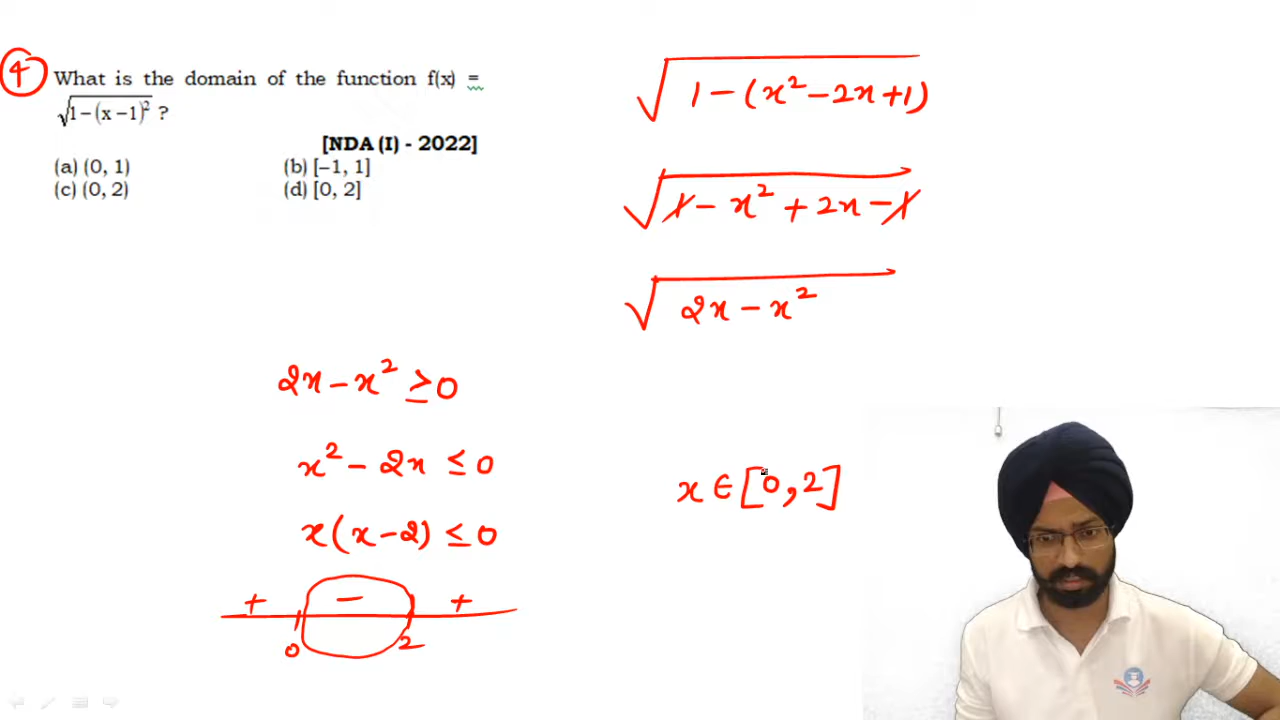 4
What is the domain of the function f(x) =
√1−(x−1)² ?
[NDA (I) - 2022]
(a) (0, 1) (b) [−1, 1]
(c) (0, 2) (d) [0, 2]
√1−(x²−2x+1)
√1−x²+2x−1
√2x−x²
2x−x² ≥0
x²−2x ≤0
x(x−2) ≤0
+ − +
0 2
x∈[0,2]